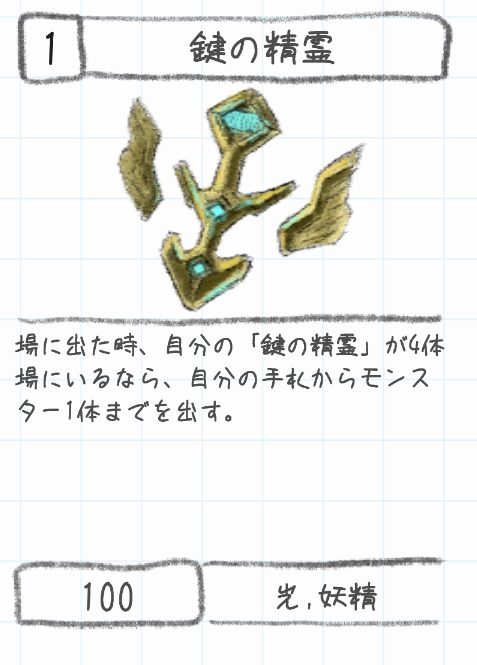 1
鍵の精霊
場に出た時、自分の「鍵の精霊」が4体
場にいるなら、自分の手札からモンス
ター1体までを出す。
100
光,妖精